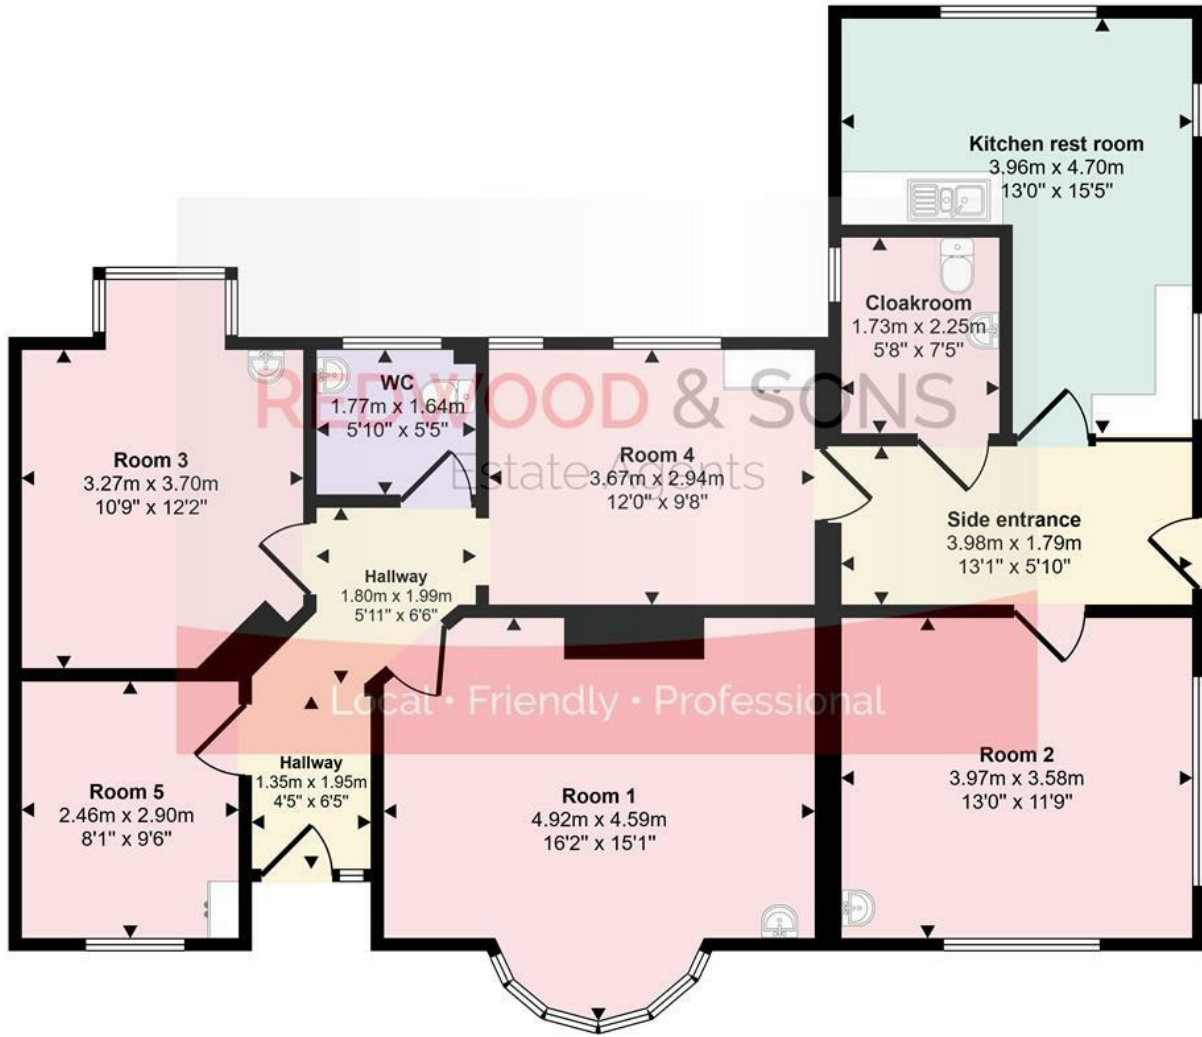 Kitchen rest room
3.96m x 4.70m
13'0" x 15'5"
Cloakroom
1.73m x 2.25m
5'8" x 7'5"
WC
1.77m x 1.64m
5'10" x 5'5"
REDWOOD & SONS
Estate Agents
Room 3
3.27m x 3.70m
10'9" x 12'2"
Room 4
3.67m x 2.94m
12'0" x 9'8"
Side entrance
3.98m x 1.79m
13'1" x 5'10"
Hallway
1.80m x 1.99m
5'11" x 6'6"
Local • Friendly • Professional
Hallway
1.35m x 1.95m
4'5" x 6'5"
Room 5
2.46m x 2.90m
8'1" x 9'6"
Room 1
4.92m x 4.59m
16'2" x 15'1"
Room 2
3.97m x 3.58m
13'0" x 11'9"